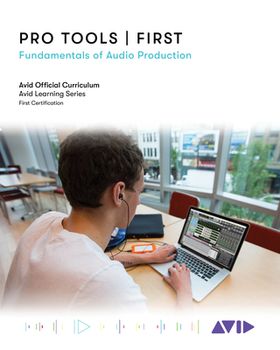 PRO TOOLS | FIRST
Fundamentals of Audio Production
Avid Official Curriculum
Avid Learning Series
First Certification
AVID